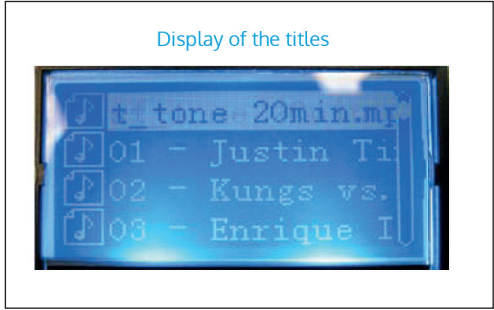 Display of the titles
t_tone 20min.mp
01 - Justin Ti
02 - Kungs vs.
03 - Enrique I